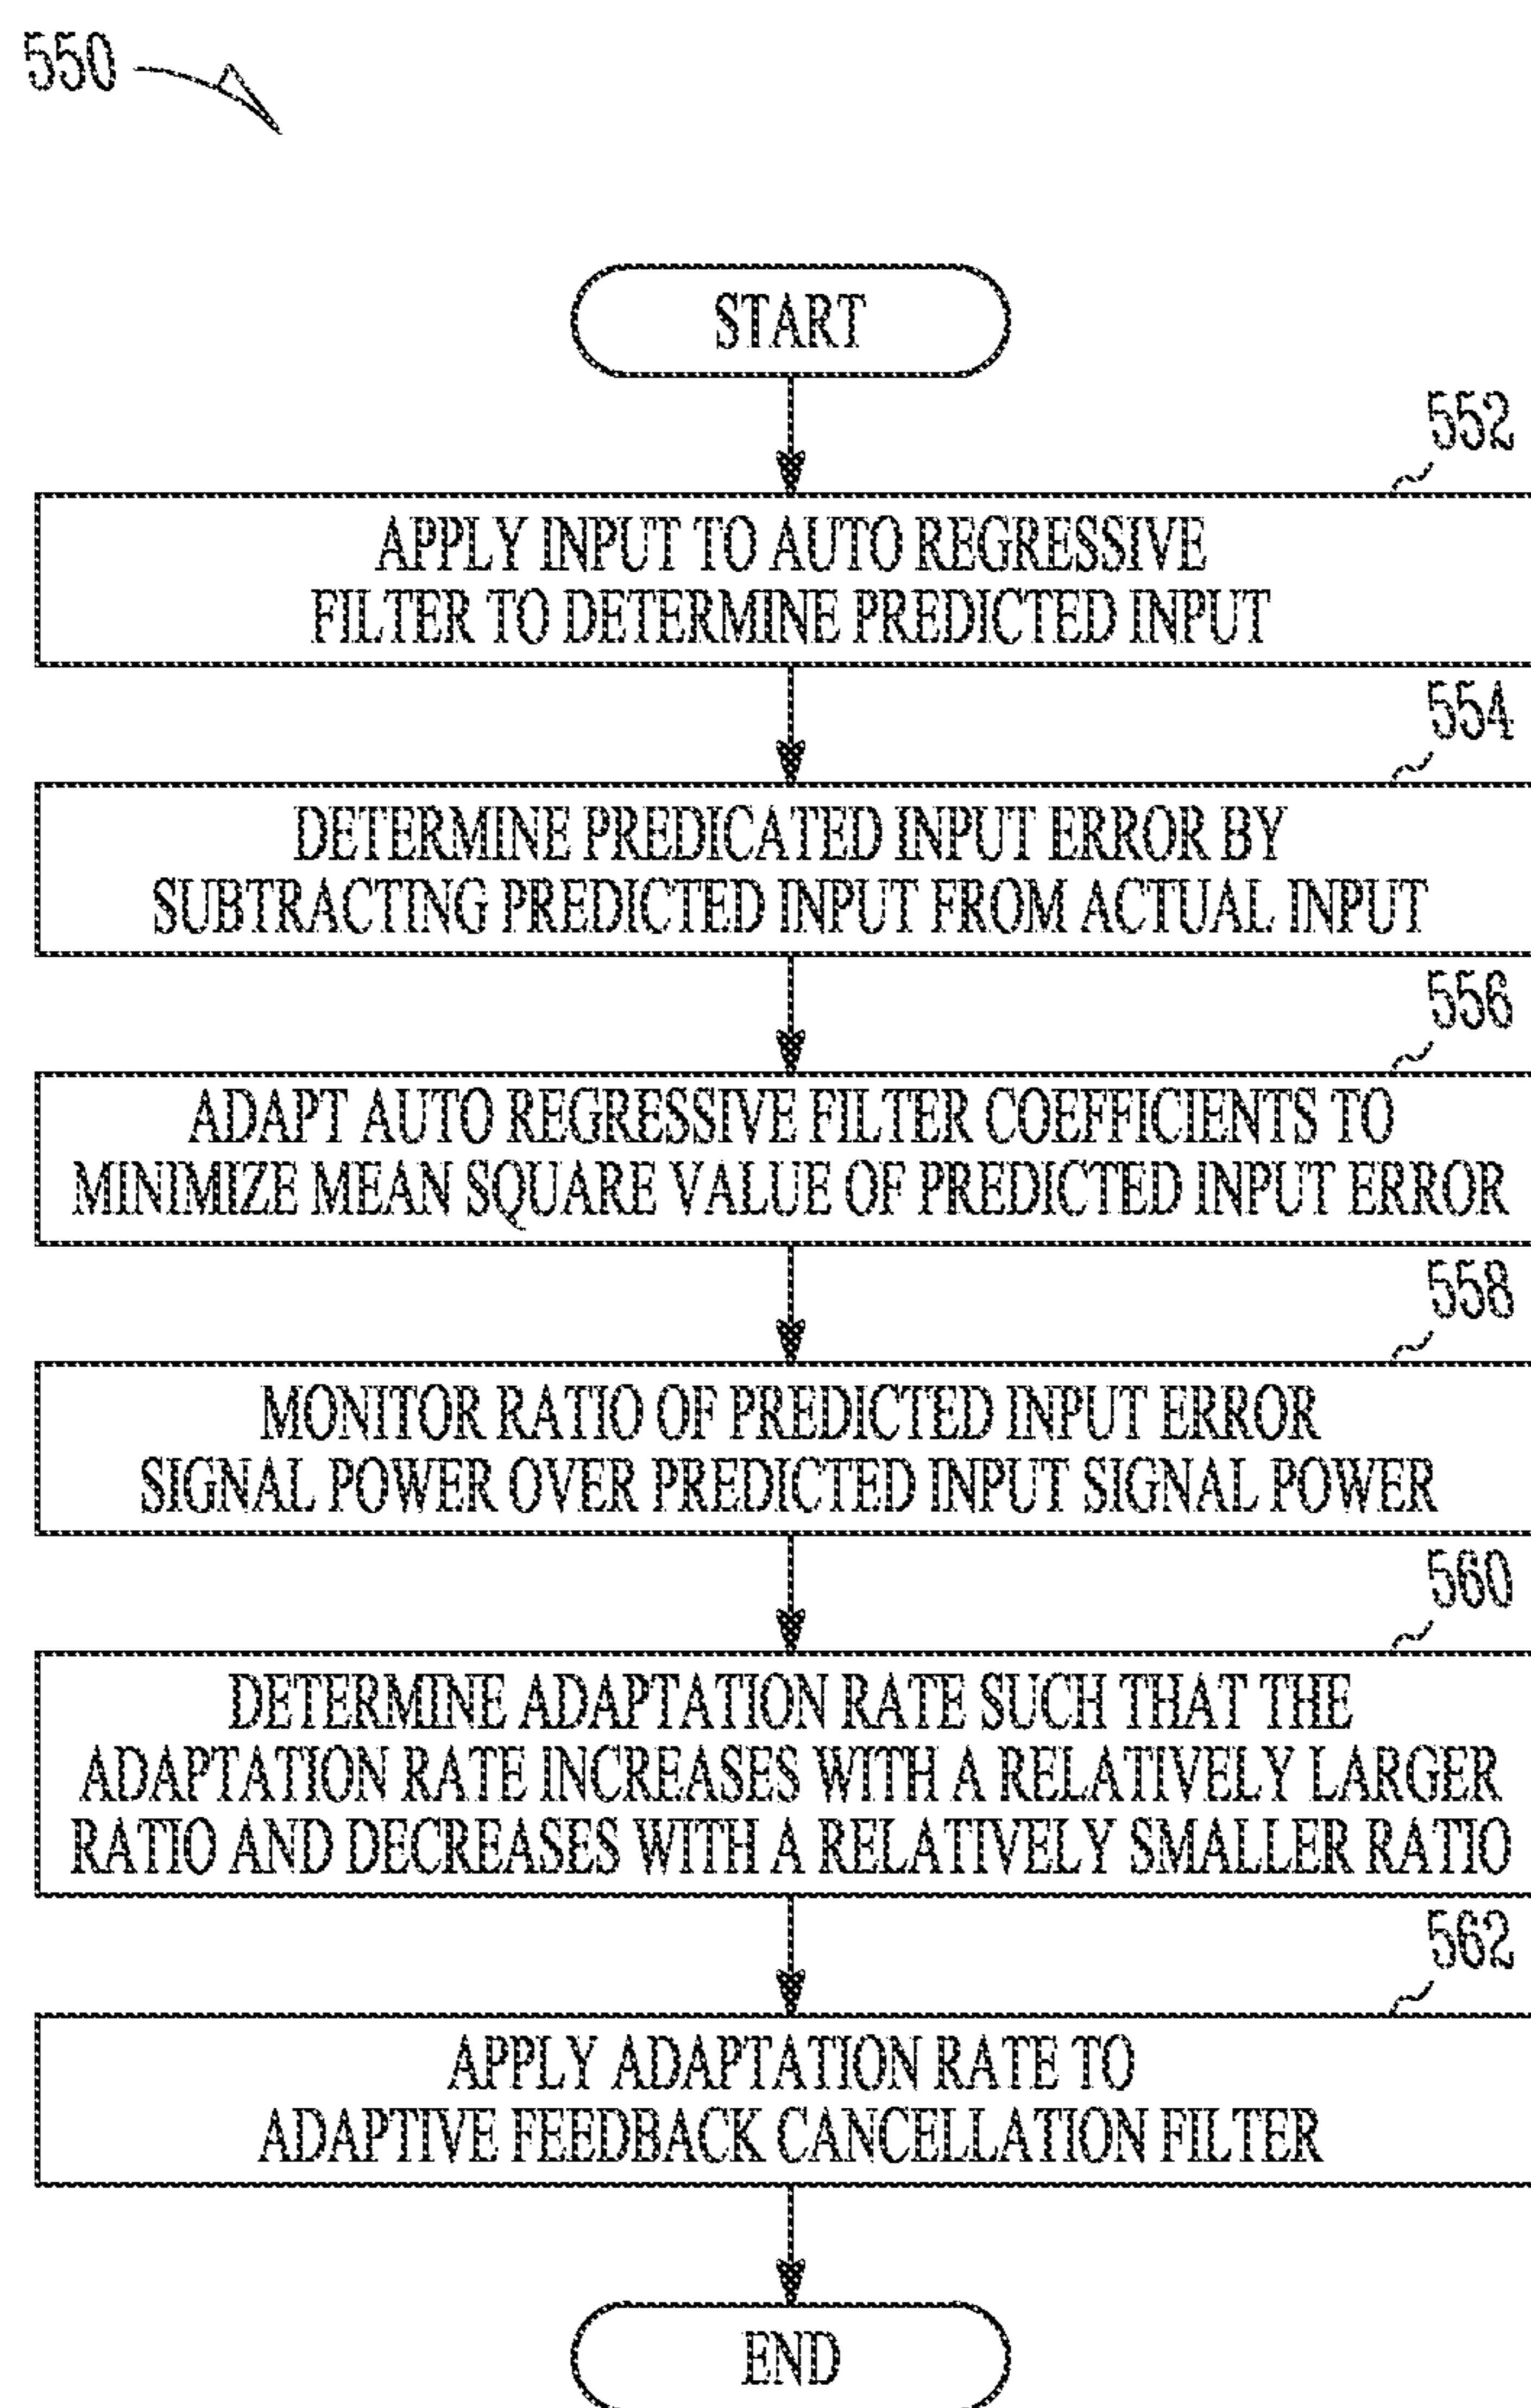 550
START
552
APPLY INPUT TO AUTO REGRESSIVE
FILTER TO DETERMINE PREDICTED INPUT
554
DETERMINE PREDICATED INPUT ERROR BY
SUBTRACTING PREDICTED INPUT FROM ACTUAL INPUT
556
ADAPT AUTO REGRESSIVE FILTER COEFFICIENTS TO
MINIMIZE MEAN SQUARE VALUE OF PREDICTED INPUT ERROR
558
MONITOR RATIO OF PREDICTED INPUT ERROR
SIGNAL POWER OVER PREDICTED INPUT SIGNAL POWER
560
DETERMINE ADAPTATION RATE SUCH THAT THE
ADAPTATION RATE INCREASES WITH A RELATIVELY LARGER
RATIO AND DECREASES WITH A RELATIVELY SMALLER RATIO
562
APPLY ADAPTATION RATE TO
ADAPTIVE FEEDBACK CANCELLATION FILTER
END